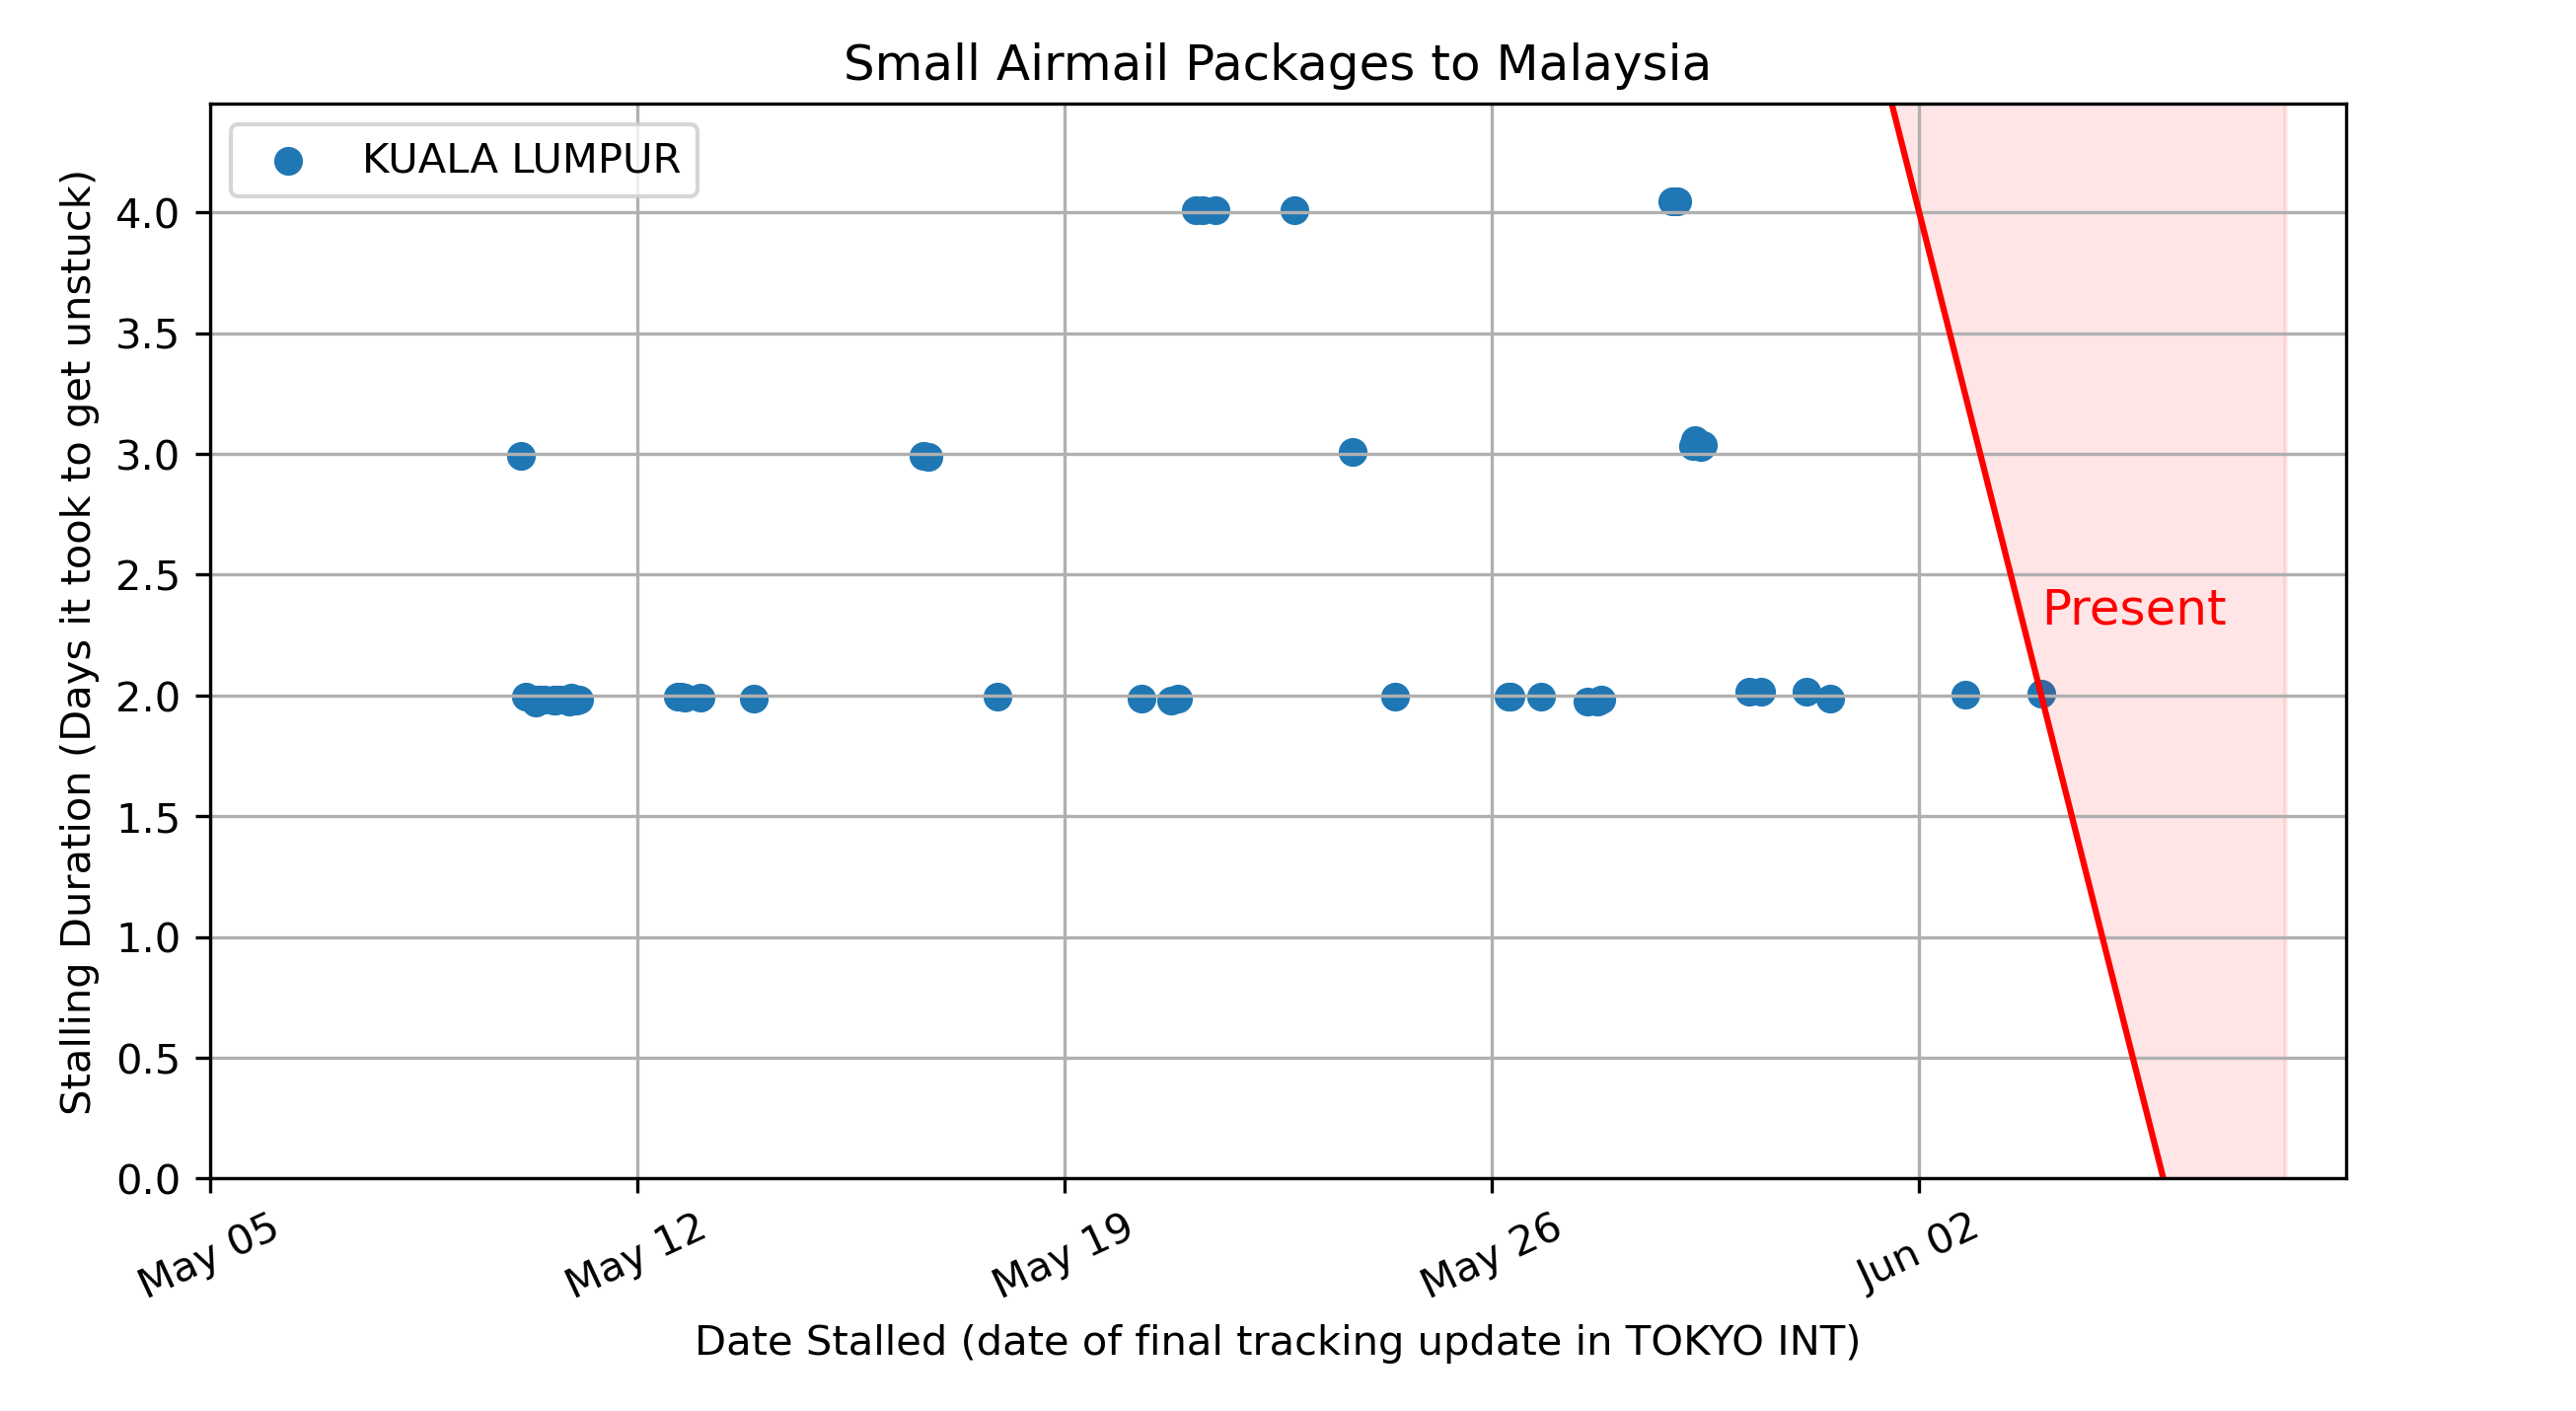 Small Airmail Packages to Malaysia
KUALA LUMPUR
Stalling Duration (Days it took to get unstuck)
4.0
3.5
3.0
2.5
2.0
1.5
1.0
0.5
0.0
Present
May 05
May 12
May 19
May 26
Jun 02
Date Stalled (date of final tracking update in TOKYO INT)